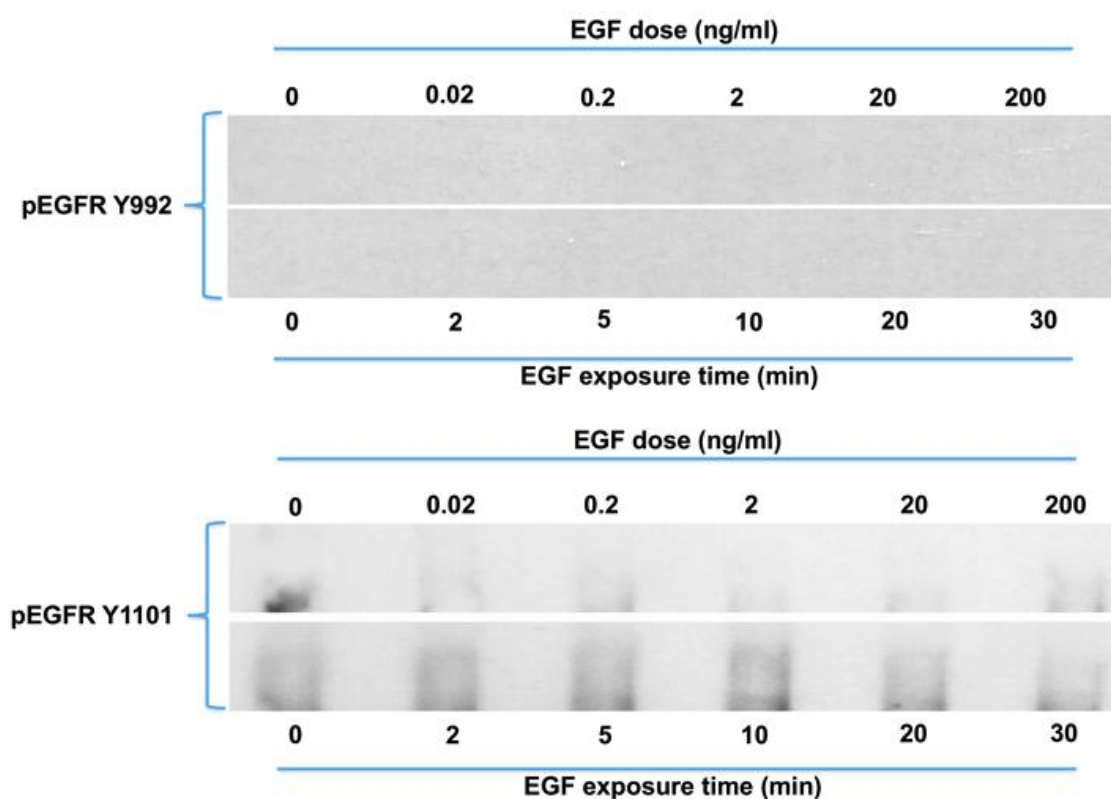 EGF dose (ng/ml)
0 0.02 0.2 2 20 200
pEGFR Y992
0 2 5 10 20 30
EGF exposure time (min)
EGF dose (ng/ml)
0 0.02 0.2 2 20 200
pEGFR Y1101
0 2 5 10 20 30
EGF exposure time (min)